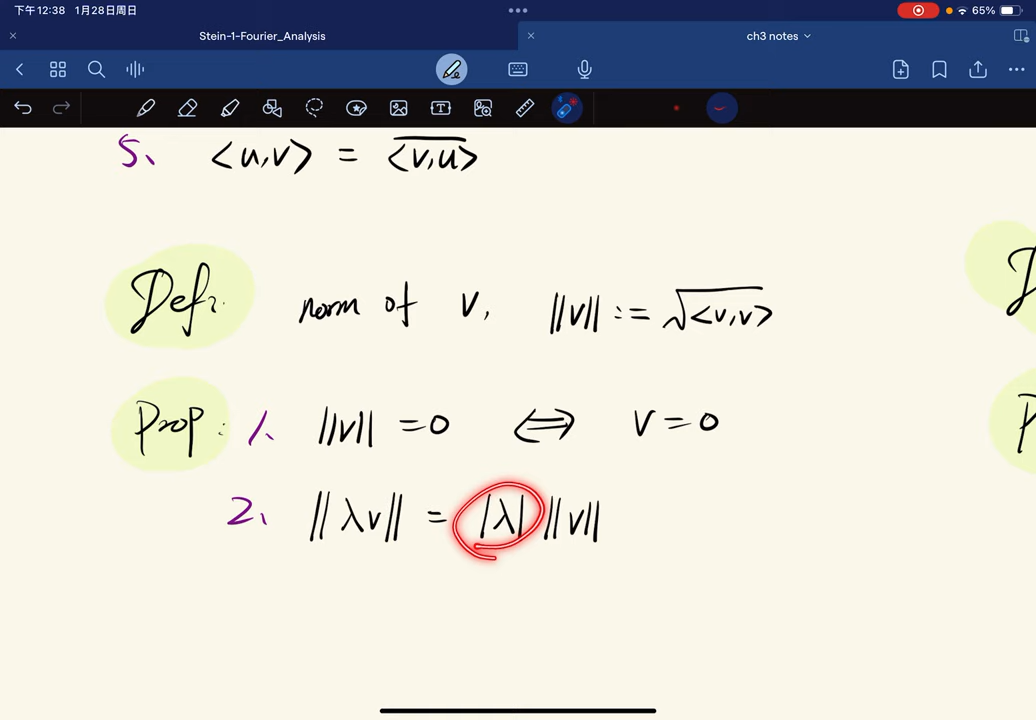 下午12:38 1月28日周日 65%
Stein-1-Fourier_Analysis ch3 notes
5、 <u,v> = \overline{<v,u>}
Def: norm of v, ||v|| := √<v,v>
Prop: 1、 ||v|| = 0 ⟺ v = 0
2、 ||λv|| = |λ| ||v||